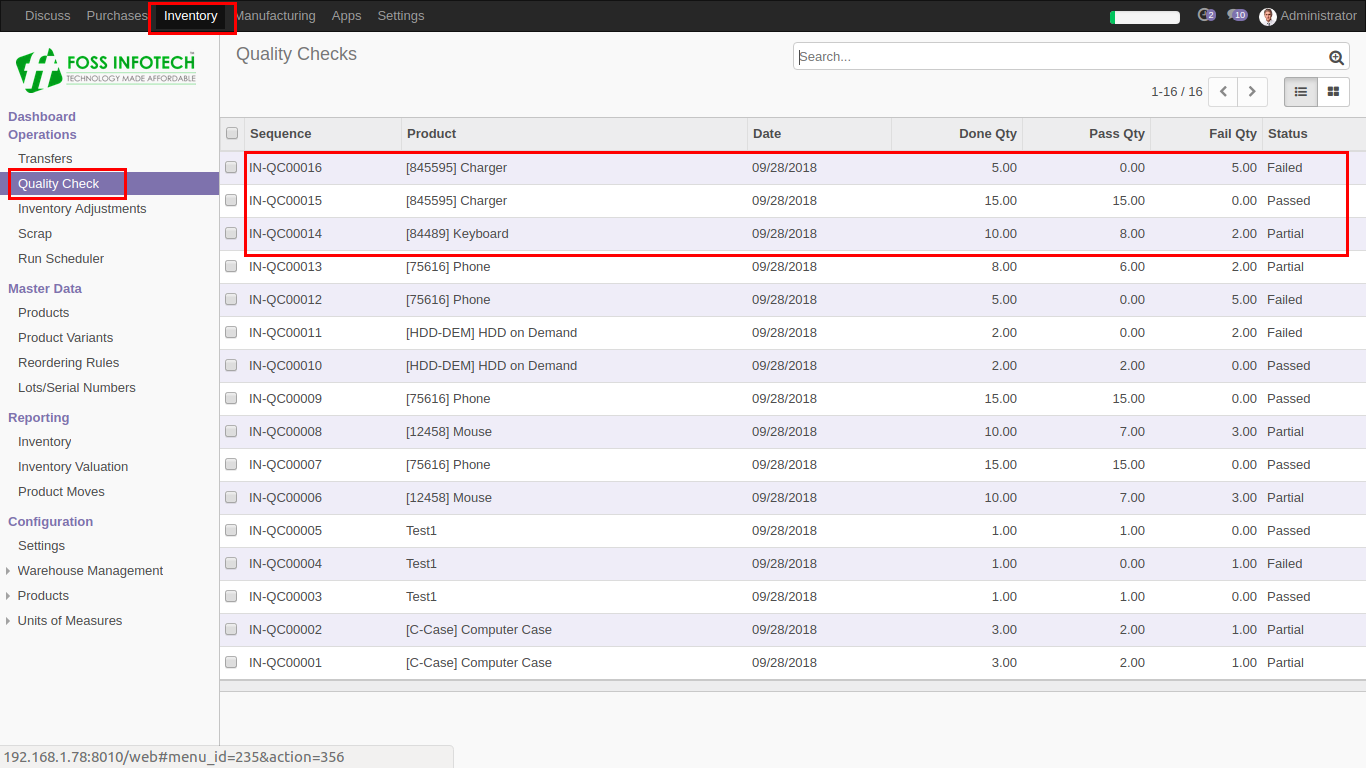 Discuss Purchases Inventory Manufacturing Apps Settings 2 10 Administrator
FOSS INFOTECH™
TECHNOLOGY MADE AFFORDABLE
Dashboard
Operations
Transfers
Quality Check
Inventory Adjustments
Scrap
Run Scheduler
Master Data
Products
Product Variants
Reordering Rules
Lots/Serial Numbers
Reporting
Inventory
Inventory Valuation
Product Moves
Configuration
Settings
Warehouse Management
Products
Units of Measures
Quality Checks
Search...
1-16 / 16
Sequence Product Date Done Qty Pass Qty Fail Qty Status
IN-QC00016 [845595] Charger 09/28/2018 5.00 0.00 5.00 Failed
IN-QC00015 [845595] Charger 09/28/2018 15.00 15.00 0.00 Passed
IN-QC00014 [84489] Keyboard 09/28/2018 10.00 8.00 2.00 Partial
IN-QC00013 [75616] Phone 09/28/2018 8.00 6.00 2.00 Partial
IN-QC00012 [75616] Phone 09/28/2018 5.00 0.00 5.00 Failed
IN-QC00011 [HDD-DEM] HDD on Demand 09/28/2018 2.00 0.00 2.00 Failed
IN-QC00010 [HDD-DEM] HDD on Demand 09/28/2018 2.00 2.00 0.00 Passed
IN-QC00009 [75616] Phone 09/28/2018 15.00 15.00 0.00 Passed
IN-QC00008 [12458] Mouse 09/28/2018 10.00 7.00 3.00 Partial
IN-QC00007 [75616] Phone 09/28/2018 15.00 15.00 0.00 Passed
IN-QC00006 [12458] Mouse 09/28/2018 10.00 7.00 3.00 Partial
IN-QC00005 Test1 09/28/2018 1.00 1.00 0.00 Passed
IN-QC00004 Test1 09/28/2018 1.00 0.00 1.00 Failed
IN-QC00003 Test1 09/28/2018 1.00 1.00 0.00 Passed
IN-QC00002 [C-Case] Computer Case 09/28/2018 3.00 2.00 1.00 Partial
IN-QC00001 [C-Case] Computer Case 09/28/2018 3.00 2.00 1.00 Partial
192.168.1.78:8010/web#menu_id=235&action=356